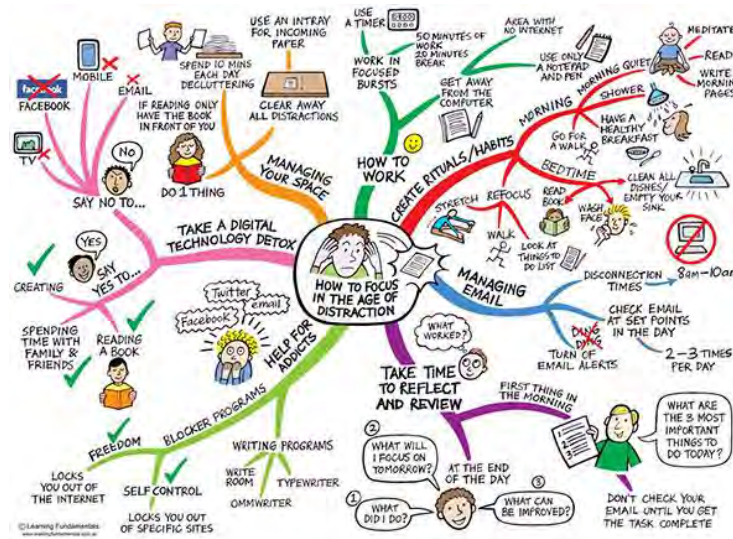 HOW TO FOCUS
IN THE AGE OF
DISTRACTION
MANAGING
YOUR SPACE
USE AN INTRAY
FOR INCOMING
PAPER
CLEAR AWAY
ALL DISTRACTIONS
SPEND 10 MINS
EACH DAY
DECLUTTERING
IF READING ONLY
HAVE THE BOOK
IN FRONT OF YOU
DO 1 THING
HOW TO
WORK
WORK IN
FOCUSED
BURSTS
USE
A TIMER
50 MINUTES OF
WORK
20 MINUTES
BREAK
GET AWAY
FROM THE
COMPUTER
AREA WITH
NO INTERNET
USE ONLY
A NOTEPAD
AND PEN
CREATE RITUALS/HABITS
MORNING
MORNING QUIET
MEDITATE
READ
WRITE
MORNING
PAGES
SHOWER
HAVE A
HEALTHY
BREAKFAST
GO FOR
A WALK
BEDTIME
CLEAN ALL
DISHES/
EMPTY YOUR
SINK
READ
BOOK
WASH
FACE
REFOCUS
STRETCH
WALK
LOOK AT
THINGS TO
DO LIST
MANAGING
EMAIL
DISCONNECTION
TIMES
8am-10am
CHECK EMAIL
AT SET POINTS
IN THE DAY
2-3 TIMES
PER DAY
DING
DING
TURN OF
EMAIL ALERTS
TAKE TIME
TO REFLECT
AND REVIEW
WHAT
WORKED?
FIRST THING IN
THE MORNING
1
2
3
WHAT ARE
THE 3 MOST
IMPORTANT
THINGS TO
DO TODAY?
DON'T CHECK YOUR
EMAIL UNTIL YOU GET
THE TASK COMPLETE
AT THE END
OF THE DAY
1
WHAT
DID I DO?
2
WHAT WILL
I FOCUS ON
TOMORROW?
3
WHAT CAN
BE IMPROVED?
HELP FOR
ADDICTS
Twitter
email
Facebook
BLOCKER PROGRAMS
FREEDOM
LOCKS
YOU OUT
OF THE INTERNET
SELF CONTROL
LOCKS YOU OUT
OF SPECIFIC SITES
WRITING PROGRAMS
WRITE
ROOM
OMMWRITER
TYPEWRITER
TAKE A DIGITAL
TECHNOLOGY DETOX
NO
SAY NO TO...
TV
facebook
FACEBOOK
MOBILE
EMAIL
YES
SAY
YES TO...
CREATING
SPENDING
TIME WITH
FAMILY &
FRIENDS
READING
A BOOK
© Learning Fundamentals